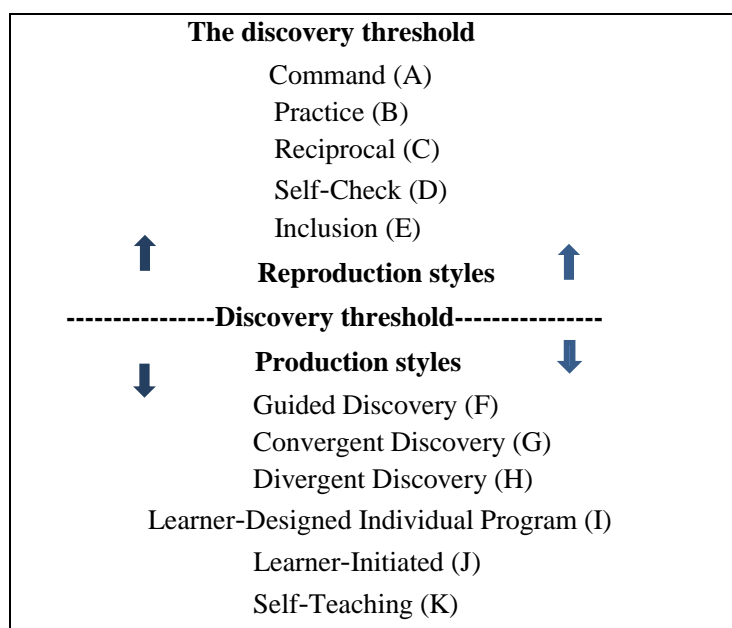 The discovery threshold
Command (A)
Practice (B)
Reciprocal (C)
Self-Check (D)
Inclusion (E)
Reproduction styles
----------------Discovery threshold----------------
Production styles
Guided Discovery (F)
Convergent Discovery (G)
Divergent Discovery (H)
Learner-Designed Individual Program (I)
Learner-Initiated (J)
Self-Teaching (K)